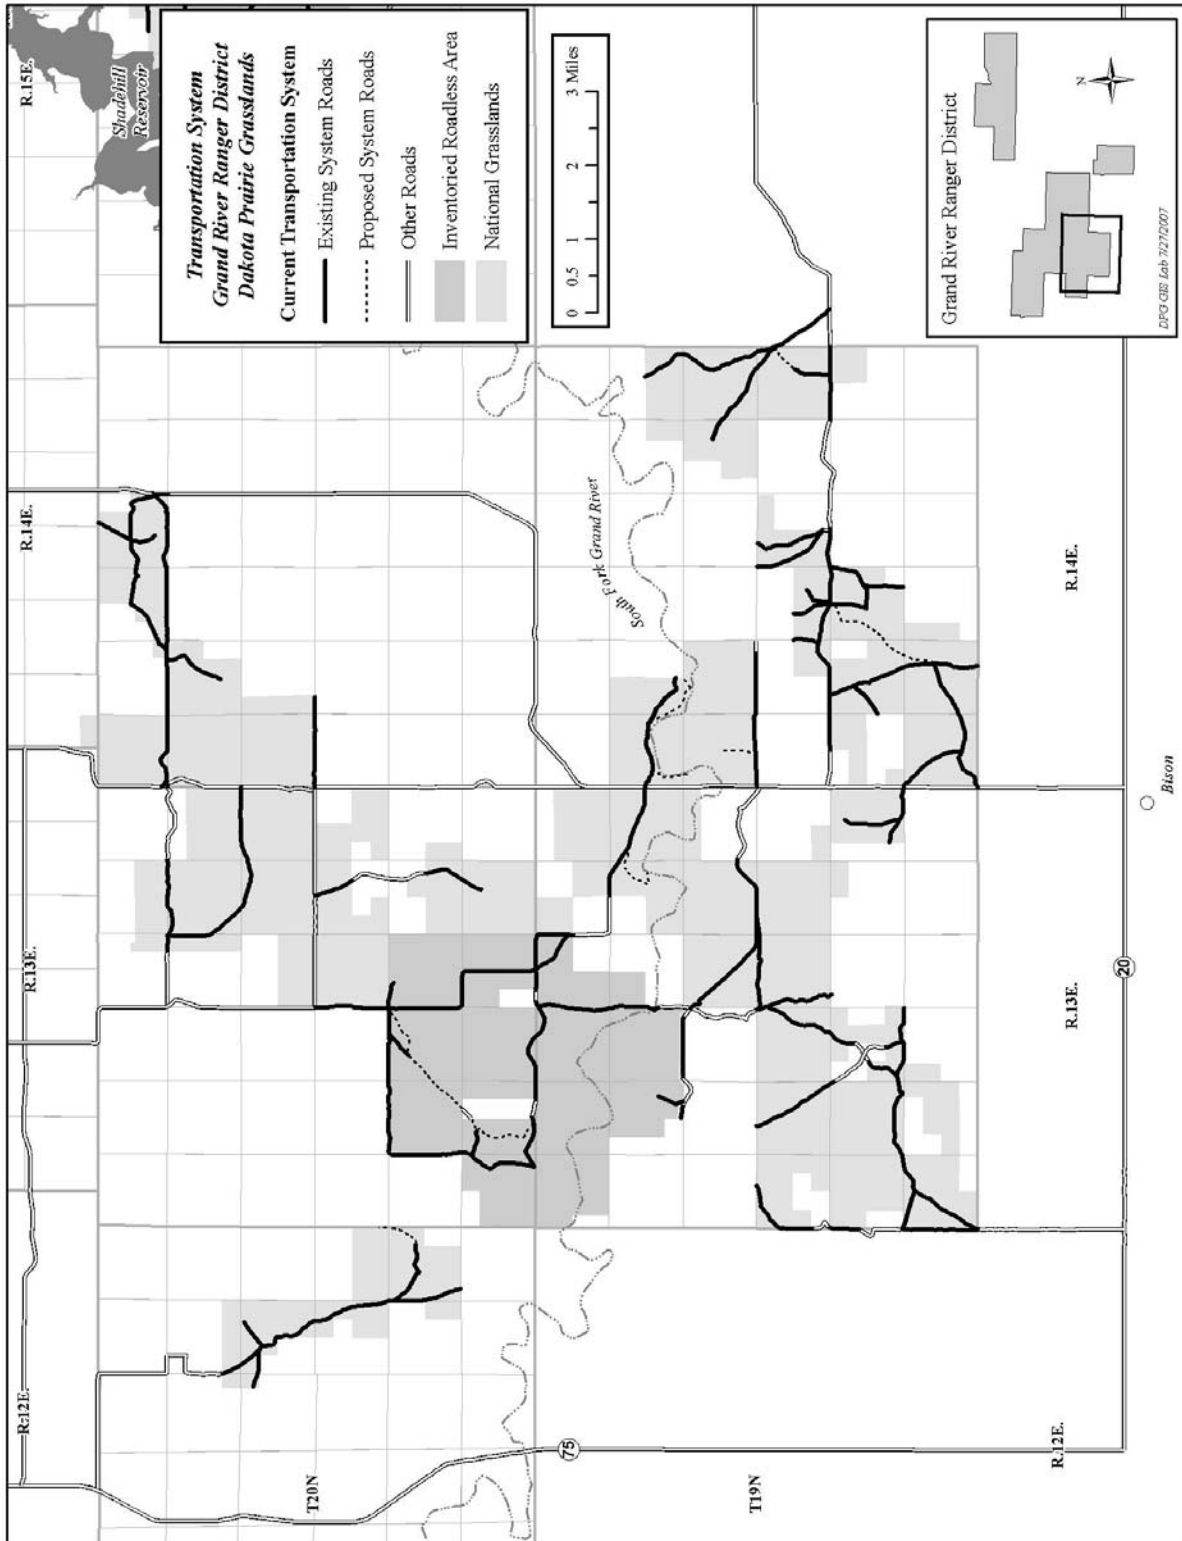 R.12E.
R.13E.
R.14E.
R.15E.
Shadehill
Reservoir
Transportation System
Grand River Ranger District
Dakota Prairie Grasslands
Current Transportation System
Existing System Roads
Proposed System Roads
Other Roads
Inventoried Roadless Area
National Grasslands
0 0.5 1 2 3 Miles
T20N
South Fork Grand River
75
T19N
R.12E.
R.13E.
R.14E.
20
Bison
Grand River Ranger District
N
DPG GIS Lab 7/27/2007